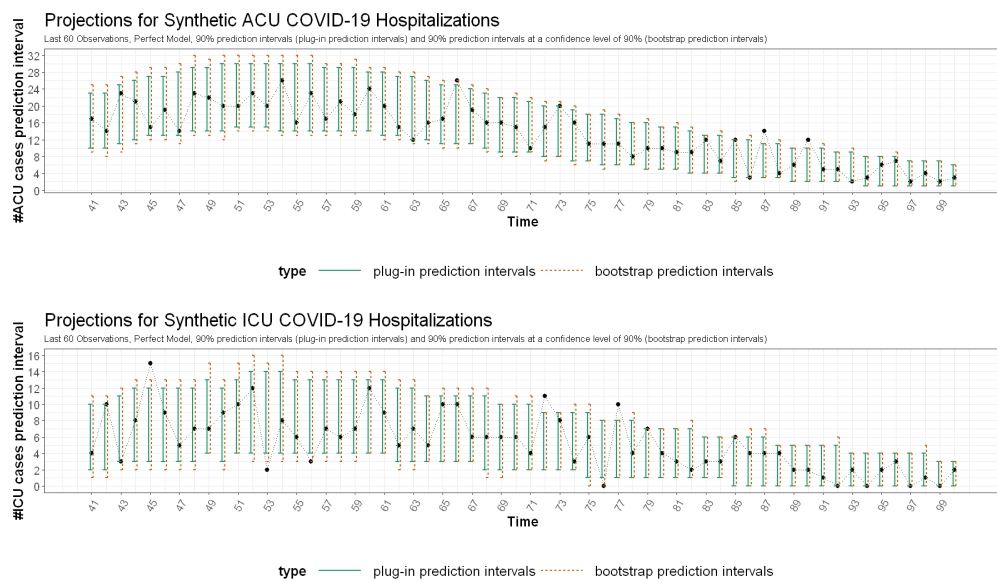 Projections for Synthetic ACU COVID-19 Hospitalizations
Last 60 Observations, Perfect Model, 90% prediction intervals (plug-in prediction intervals) and 90% prediction intervals at a confidence level of 90% (bootstrap prediction intervals)
#ACU cases prediction interval
32
28
24
20
16
12
8
4
0
41 43 45 47 49 51 53 55 57 59 61 63 65 67 69 71 73 75 77 79 81 83 85 87 89 91 93 95 97 99
Time
type plug-in prediction intervals bootstrap prediction intervals
Projections for Synthetic ICU COVID-19 Hospitalizations
Last 60 Observations, Perfect Model, 90% prediction intervals (plug-in prediction intervals) and 90% prediction intervals at a confidence level of 90% (bootstrap prediction intervals)
#ICU cases prediction interval
16
14
12
10
8
6
4
2
0
41 43 45 47 49 51 53 55 57 59 61 63 65 67 69 71 73 75 77 79 81 83 85 87 89 91 93 95 97 99
Time
type plug-in prediction intervals bootstrap prediction intervals